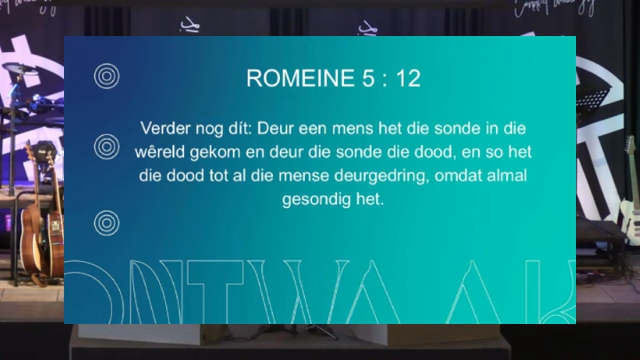 ROMEINE 5 : 12
Verder nog dít: Deur een mens het die sonde in die
wêreld gekom en deur die sonde die dood, en so het
die dood tot al die mense deurgedring, omdat almal
gesondig het.
ONTWAAK